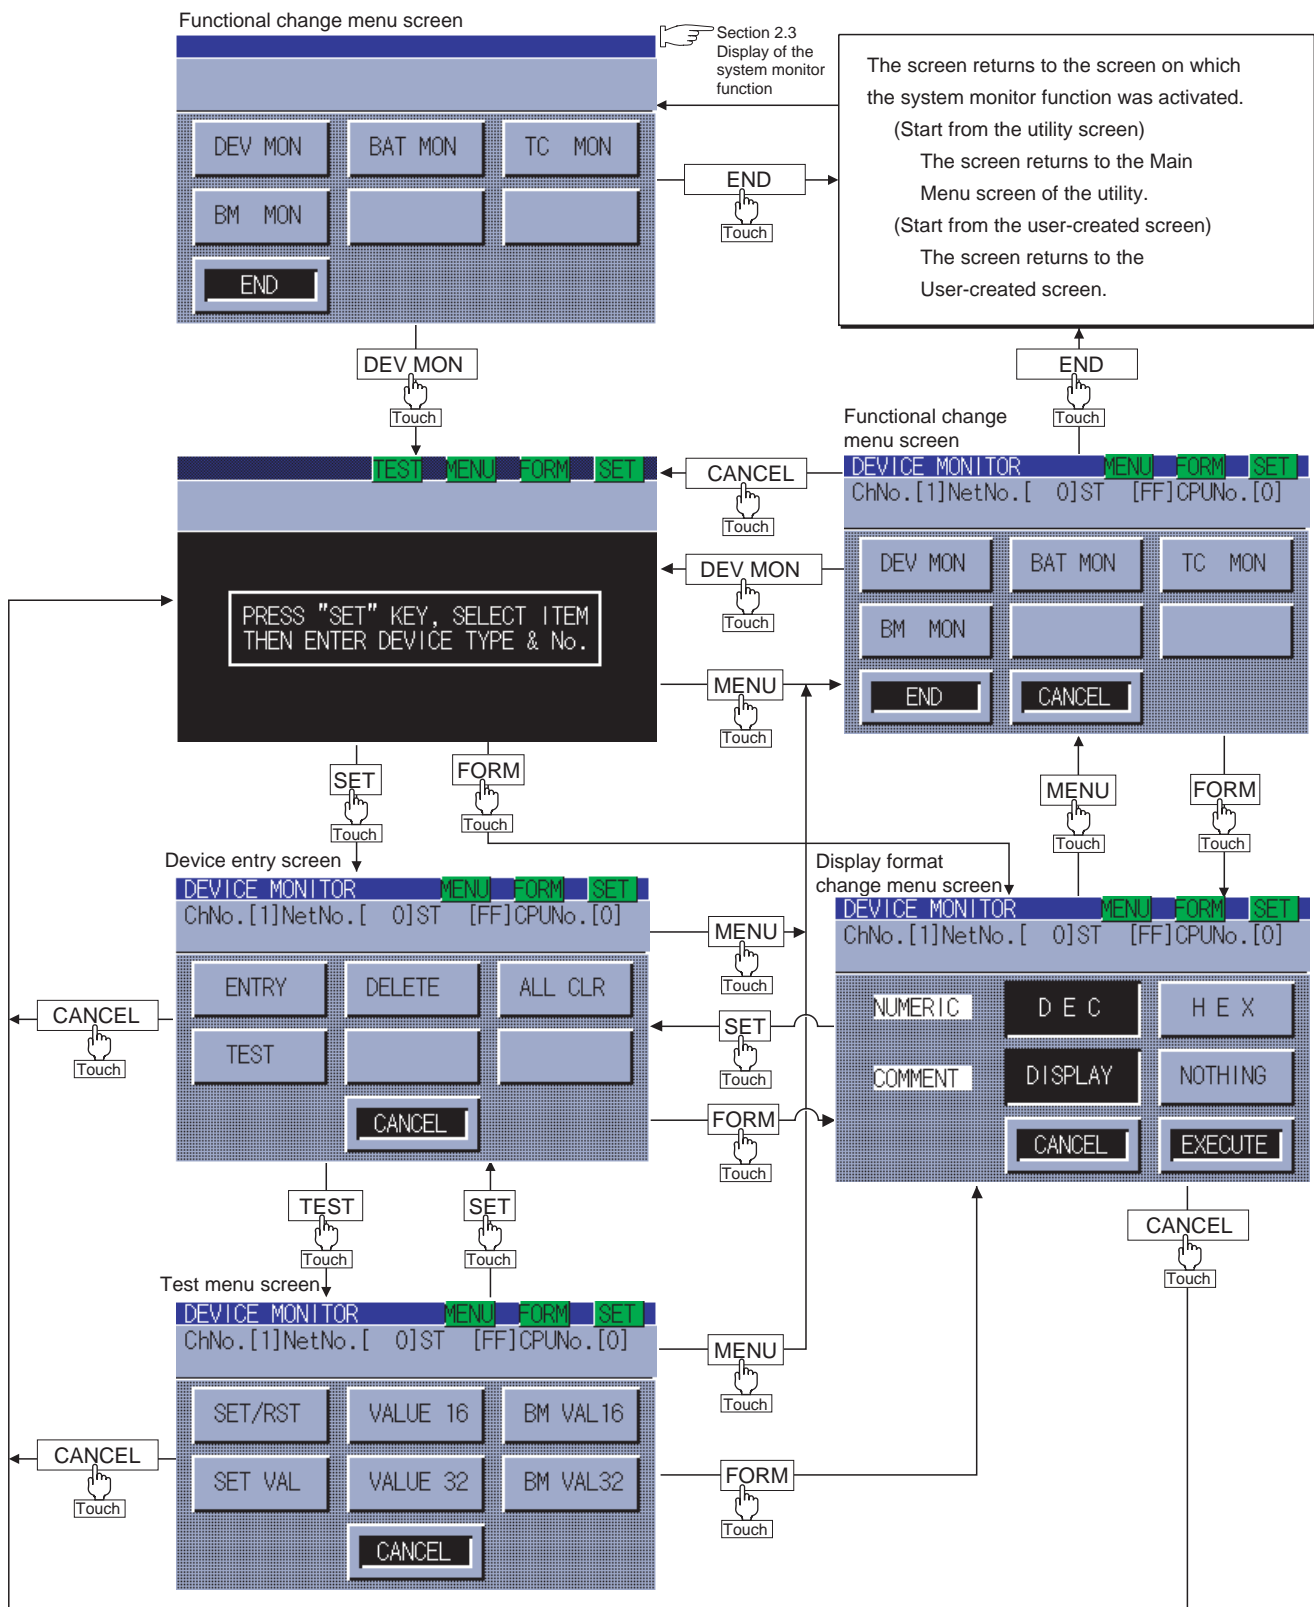 Functional change menu screen
Section 2.3
Display of the
system monitor
function
DEV MON
BAT MON
TC MON
BM MON
END
END
Touch
The screen returns to the screen on which
the system monitor function was activated.
(Start from the utility screen)
The screen returns to the Main
Menu screen of the utility.
(Start from the user-created screen)
The screen returns to the
User-created screen.
DEV MON
Touch
END
Touch
TEST MENU FORM SET
PRESS "SET" KEY, SELECT ITEM
THEN ENTER DEVICE TYPE & No.
CANCEL
Touch
DEV MON
Touch
MENU
Touch
Functional change
menu screen
DEVICE MONITOR MENU FORM SET
ChNo.[1]NetNo.[ 0]ST [FF]CPUNo.[0]
DEV MON
BAT MON
TC MON
BM MON
END
CANCEL
SET
Touch
FORM
Touch
MENU
Touch
FORM
Touch
Device entry screen
DEVICE MONITOR MENU FORM SET
ChNo.[1]NetNo.[ 0]ST [FF]CPUNo.[0]
ENTRY
DELETE
ALL CLR
TEST
CANCEL
CANCEL
Touch
MENU
Touch
SET
Touch
FORM
Touch
Display format
change menu screen
DEVICE MONITOR MENU FORM SET
ChNo.[1]NetNo.[ 0]ST [FF]CPUNo.[0]
NUMERIC
D E C
H E X
COMMENT
DISPLAY
NOTHING
CANCEL
EXECUTE
TEST
Touch
SET
Touch
CANCEL
Touch
Test menu screen
DEVICE MONITOR MENU FORM SET
ChNo.[1]NetNo.[ 0]ST [FF]CPUNo.[0]
SET/RST
VALUE 16
BM VAL16
SET VAL
VALUE 32
BM VAL32
CANCEL
CANCEL
Touch
MENU
Touch
FORM
Touch